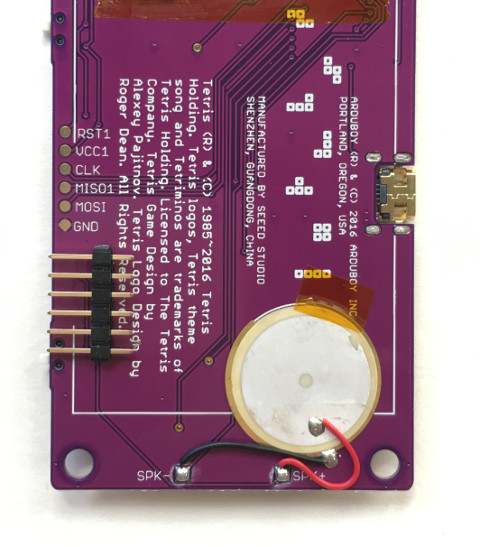 RST1
VCC1
CLK
MISO1
MOSI
GND
Tetris (R) & (C) 1985~2016 Tetris
Holding. Tetris logos, Tetris theme
song and Tetriminos are trademarks of
Tetris Holding. Licensed to The Tetris
Company. Tetris Game Design by
Alexey Pajitnov. Tetris Logo Design by
Roger Dean. All Rights Reserved.
MANUFACTURED BY SEEED STUDIO
SHENZHEN, GUANGDONG, CHINA
ARDUBOY (R) & (C) 2016 ARDUBOY INC
PORTLAND, OREGON, USA
SPK-
SPK+